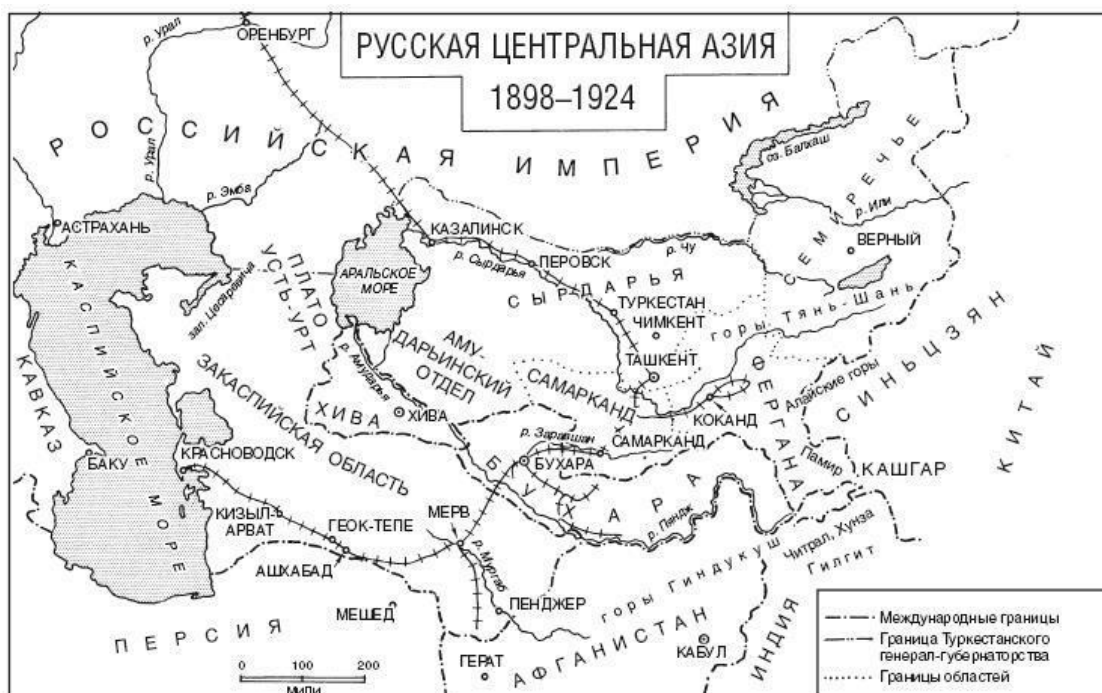 РУССКАЯ ЦЕНТРАЛЬНАЯ АЗИЯ
1898–1924
ОРЕНБУРГ
р. Урал
РОССИЙСКАЯ ИМПЕРИЯ
р. Урал
р. Эмба
АСТРАХАНЬ
КАЗАЛИНСК
р. Сырдарья
ПЕРОВСК
р. Чу
оз. Балхаш
СЕМИРЕЧЬЕ
р. Или
ВЕРНЫЙ
КАСПИЙСКОЕ МОРЕ
зал. Цесаревича
ПЛАТО
УСТЬ-УРТ
АРАЛЬСКОЕ
МОРЕ
СЫРДАРЬЯ
ТУРКЕСТАН
ЧИМКЕНТ
ТАШКЕНТ
горы Тянь-Шань
КАВКАЗ
ЗАКАСПИЙСКАЯ ОБЛАСТЬ
р. Амударья
АМУ-
ДАРЬИНСКИЙ
ОТДЕЛ
ХИВА
ХИВА
САМАРКАНД
р. Заравшан
САМАРКАНД
КОКАНД
ФЕРГАНА
Алайские горы
СИНЬЦЗЯН
КИТАЙ
БАКУ
КРАСНОВОДСК
БУХАРА
БУХАРА
Памир
КАШГАР
КИЗЫЛ-
АРВАТ
ГЕОК-ТЕПЕ
МЕРВ
р. Пяндж
АШХАБАД
р. Мургаб
ПЕНДЖЕР
горы Гиндукуш
Читрал, Хунза
Гилгит
МЕШЕД
ПЕРСИЯ
ГЕРАТ
АФГАНИСТАН
КАБУЛ
ИНДИЯ
0 100 200
МИЛИ
Международные границы
Граница Туркестанского
генерал-губернаторства
Границы областей